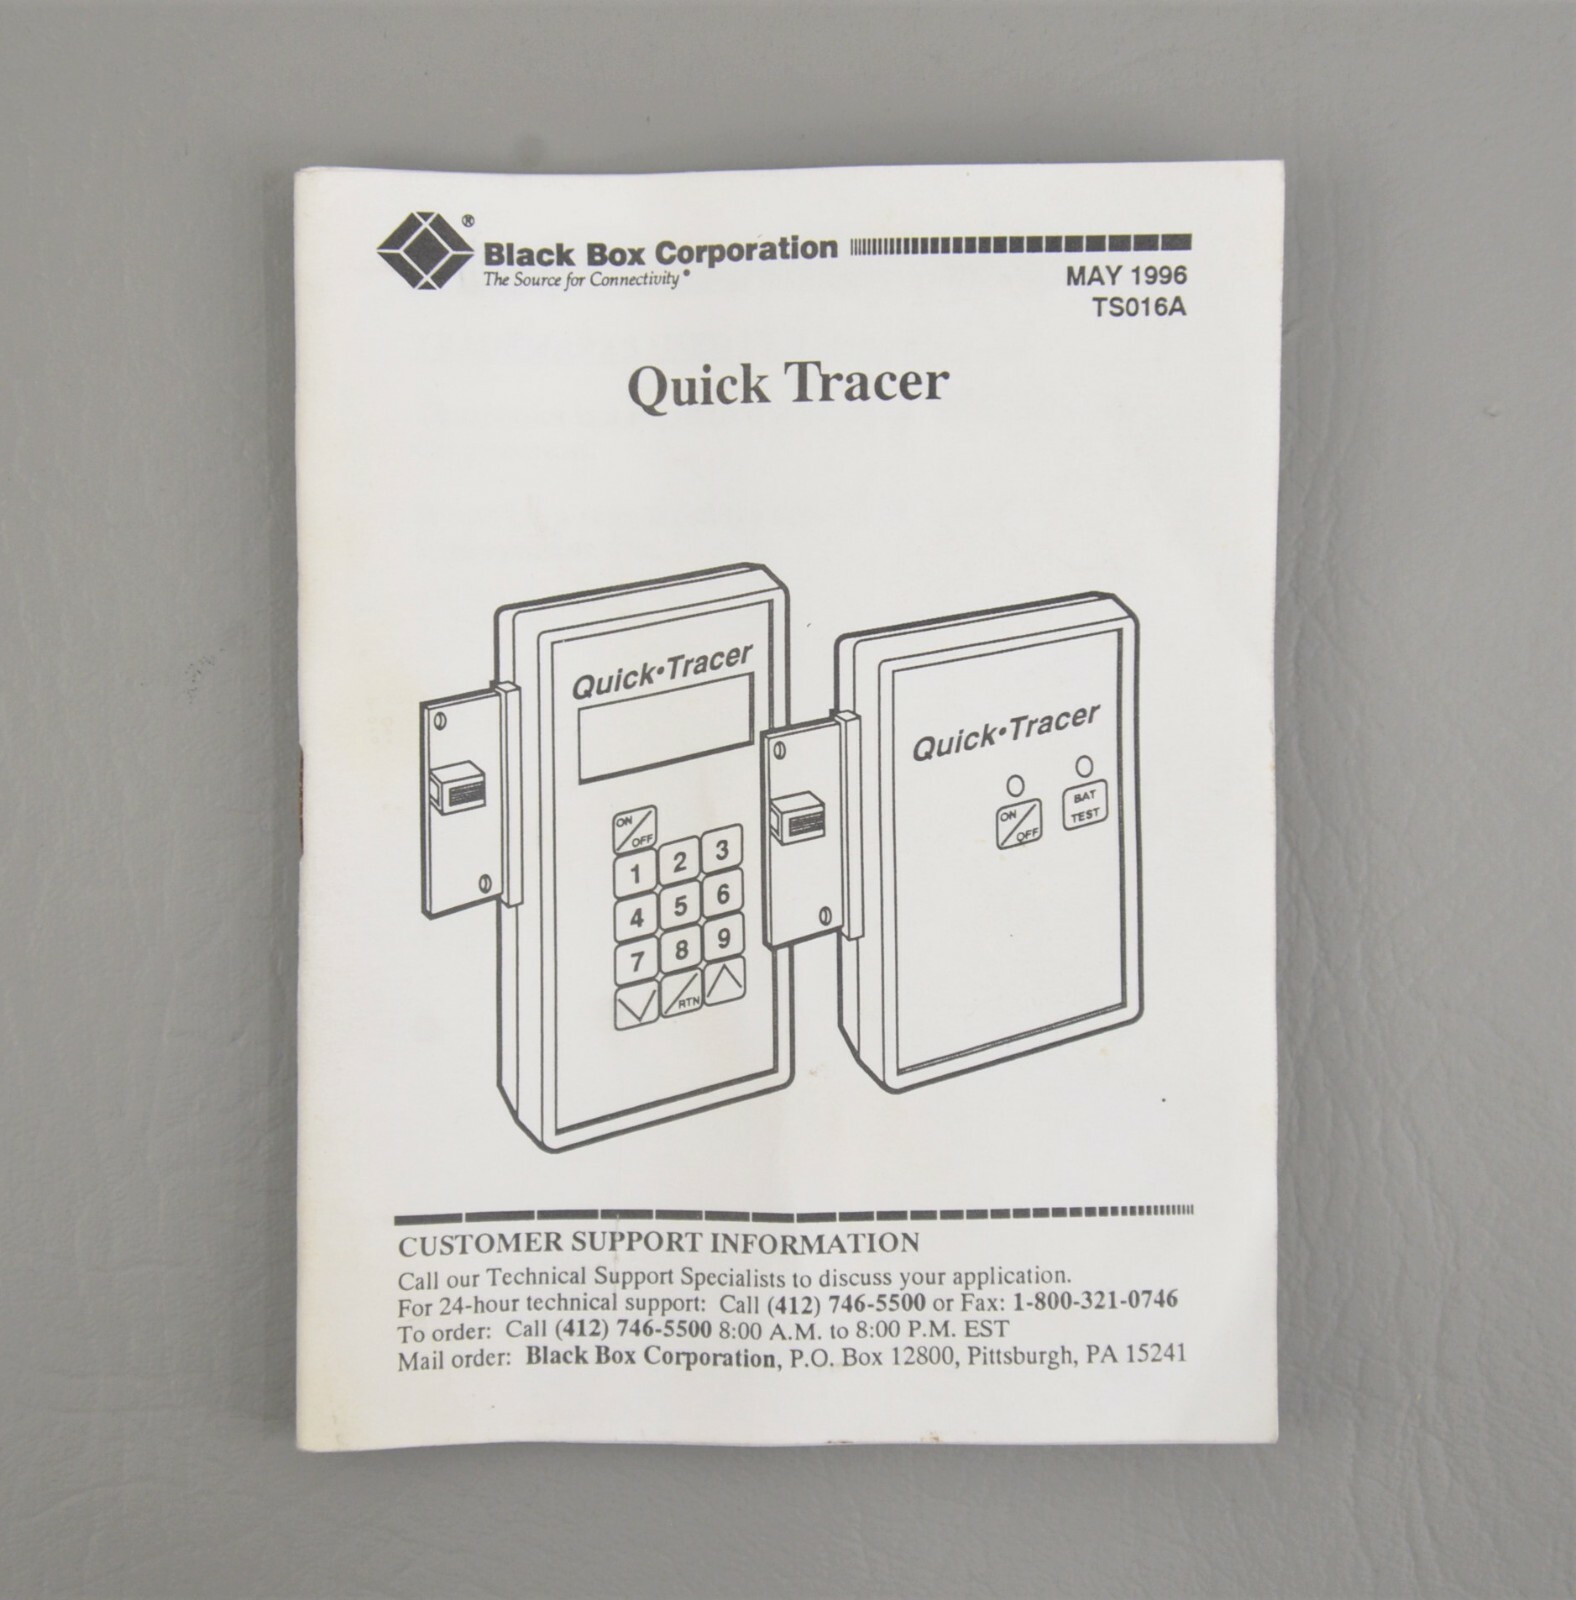 ®
Black Box Corporation
The Source for Connectivity®
MAY 1996
TS016A
Quick Tracer
Quick•Tracer
ON OFF
1 2 3
4 5 6
7 8 9
RTN
Quick•Tracer
ON OFF
BAT TEST
CUSTOMER SUPPORT INFORMATION
Call our Technical Support Specialists to discuss your application.
For 24-hour technical support: Call (412) 746-5500 or Fax: 1-800-321-0746
To order: Call (412) 746-5500 8:00 A.M. to 8:00 P.M. EST
Mail order: Black Box Corporation, P.O. Box 12800, Pittsburgh, PA 15241